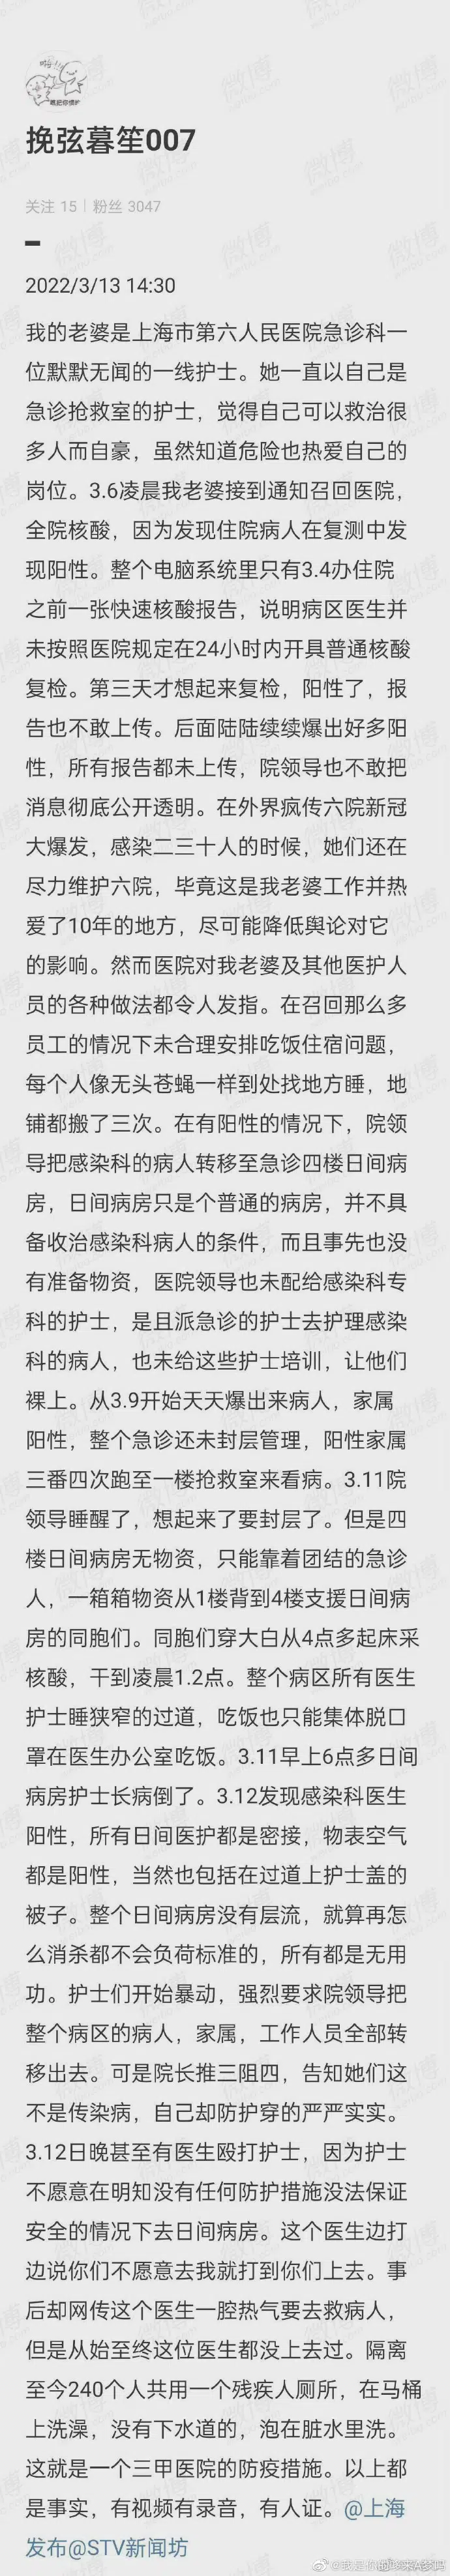 挽弦暮笙007
关注 15 | 粉丝 3047
2022/3/13 14:30
我的老婆是上海市第六人民医院急诊科一
位默默无闻的一线护士。她一直以自己是
急诊抢救室的护士，觉得自己可以救治很
多人而自豪，虽然知道危险也热爱自己的
岗位。3.6凌晨我老婆接到通知召回医院，
全院核酸，因为发现住院病人在复测中发
现阳性。整个电脑系统里只有3.4办住院
之前一张快速核酸报告，说明病区医生并
未按照医院规定在24小时内开具普通核酸
复检。第三天才想起来复检，阳性了，报
告也不敢上传。后面陆陆续续爆出好多阳
性，所有报告都未上传，院领导也不敢把
消息彻底公开透明。在外界疯传六院新冠
大爆发，感染二三十人的时候，她们还在
尽力维护六院，毕竟这是我老婆工作并热
爱了10年的地方，尽可能降低舆论对它
的影响。然而医院对我老婆及其他医护人
员的各种做法都令人发指。在召回那么多
员工的情况下未合理安排吃饭住宿问题，
每个人像无头苍蝇一样到处找地方睡，地
铺都搬了三次。在有阳性的情况下，院领
导把感染科的病人转移至急诊四楼日间病
房，日间病房只是个普通的病房，并不具
备收治感染科病人的条件，而且事先也没
有准备物资，医院领导也未配给感染科专
科的护士，是且派急诊的护士去护理感染
科的病人，也未给这些护士培训，让他们
裸上。从3.9开始天天爆出来病人，家属
阳性，整个急诊还未封层管理，阳性家属
三番四次跑至一楼抢救室来看病。3.11院
领导睡醒了，想起来了要封层了。但是四
楼日间病房无物资，只能靠着团结的急诊
人，一箱箱物资从1楼背到4楼支援日间病
房的同胞们。同胞们穿大白从4点多起床采
核酸，干到凌晨1.2点。整个病区所有医生
护士睡狭窄的过道，吃饭也只能集体脱口
罩在医生办公室吃饭。3.11早上6点多日间
病房护士长病倒了。3.12发现感染科医生
阳性，所有日间医护都是密接，物表空气
都是阳性，当然也包括在过道上护士盖的
被子。整个日间病房没有层流，就算再怎
么消杀都不会负荷标准的，所有都是无用
功。护士们开始暴动，强烈要求院领导把
整个病区的病人，家属，工作人员全部转
移出去。可是院长推三阻四，告知她们这
不是传染病，自己却防护穿的严严实实。
3.12日晚甚至有医生殴打护士，因为护士
不愿意在明知没有任何防护措施没法保证
安全的情况下去日间病房。这个医生边打
边说你们不愿意去我就打到你们上去。事
后却网传这个医生一腔热气要去救病人，
但是从始至终这位医生都没上去过。隔离
至今240个人共用一个残疾人厕所，在马桶
上洗澡，没有下水道的，泡在脏水里洗。
这就是一个三甲医院的防疫措施。以上都
是事实，有视频有录音，有人证。@上海
发布@STV新闻坊